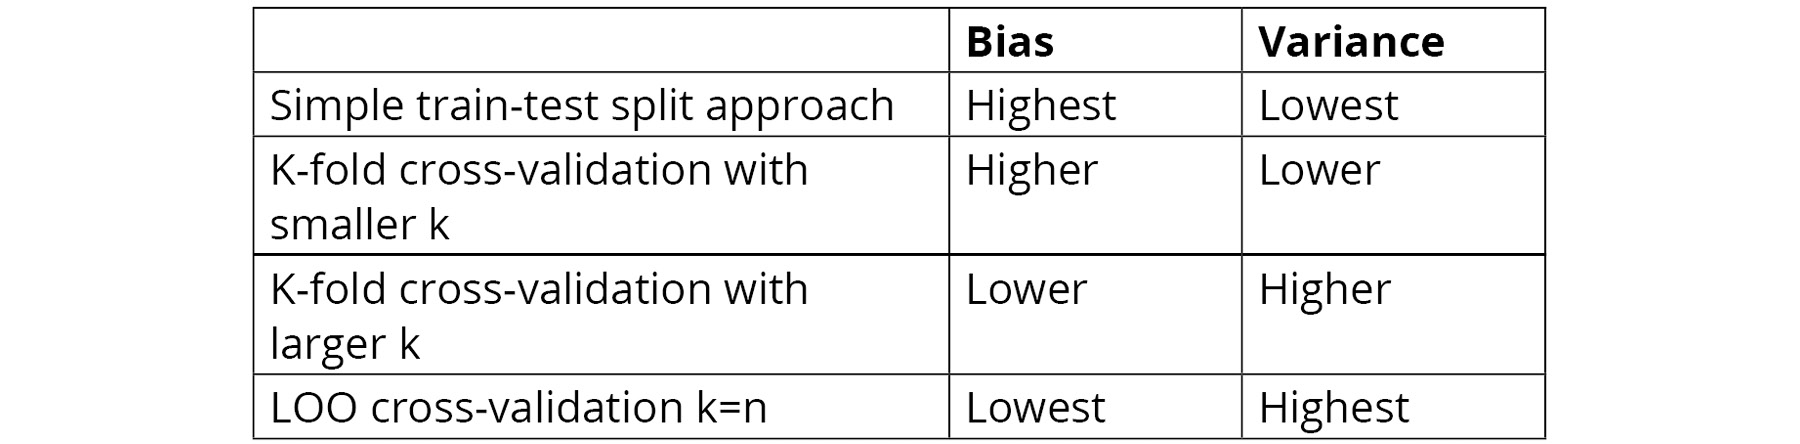 Bias Variance
Simple train-test split approach Highest Lowest
K-fold cross-validation with Higher Lower
smaller k
K-fold cross-validation with Lower Higher
larger k
LOO cross-validation k=n Lowest Highest